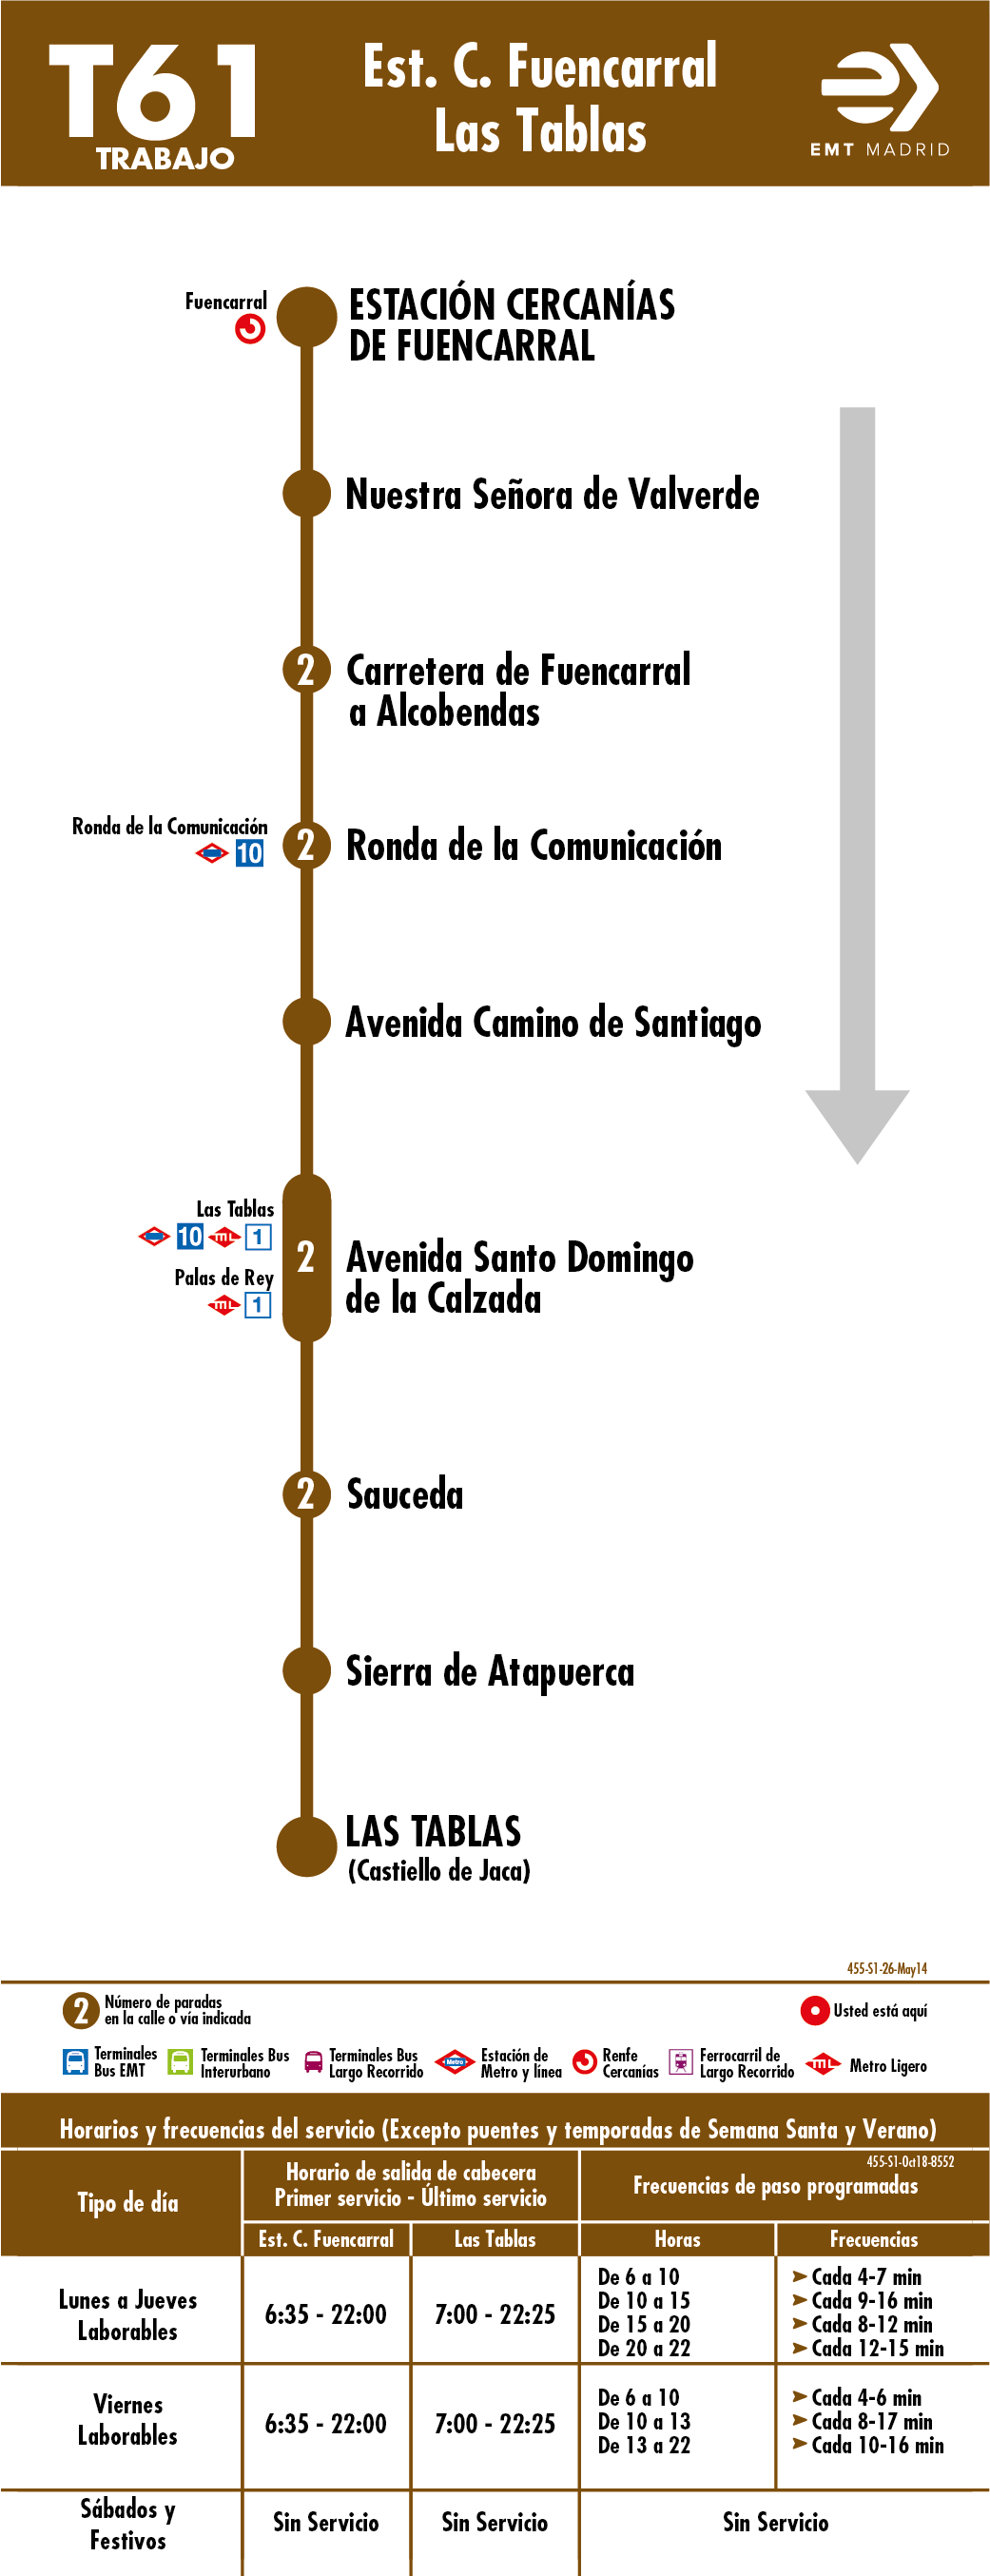 T61
TRABAJO
Est. C. Fuencarral
Las Tablas
EMT MADRID
Fuencarral
ESTACIÓN CERCANÍAS
DE FUENCARRAL
Nuestra Señora de Valverde
2
Carretera de Fuencarral
a Alcobendas
Ronda de la Comunicación
10
2
Ronda de la Comunicación
Avenida Camino de Santiago
Las Tablas
10 ML 1
Palas de Rey
ML 1
2
Avenida Santo Domingo
de la Calzada
2
Sauceda
Sierra de Atapuerca
LAS TABLAS
(Castiello de Jaca)
455-S1-26-May14
2
Número de paradas
en la calle o vía indicada
Usted está aquí
Terminales
Bus EMT
Terminales Bus
Interurbano
Terminales Bus
Largo Recorrido
Metro
Estación de
Metro y línea
Renfe
Cercanías
Ferrocarril de
Largo Recorrido
ML
Metro Ligero
Horarios y frecuencias del servicio (Excepto puentes y temporadas de Semana Santa y Verano)
455-S1-Oct18-8552
Tipo de día
Horario de salida de cabecera
Primer servicio - Último servicio
Frecuencias de paso programadas
Est. C. Fuencarral
Las Tablas
Horas
Frecuencias
Lunes a Jueves
Laborables
6:35 - 22:00
7:00 - 22:25
De 6 a 10 ➤ Cada 4-7 min
De 10 a 15 ➤ Cada 9-16 min
De 15 a 20 ➤ Cada 8-12 min
De 20 a 22 ➤ Cada 12-15 min
Viernes
Laborables
6:35 - 22:00
7:00 - 22:25
De 6 a 10 ➤ Cada 4-6 min
De 10 a 13 ➤ Cada 8-17 min
De 13 a 22 ➤ Cada 10-16 min
Sábados y
Festivos
Sin Servicio
Sin Servicio
Sin Servicio